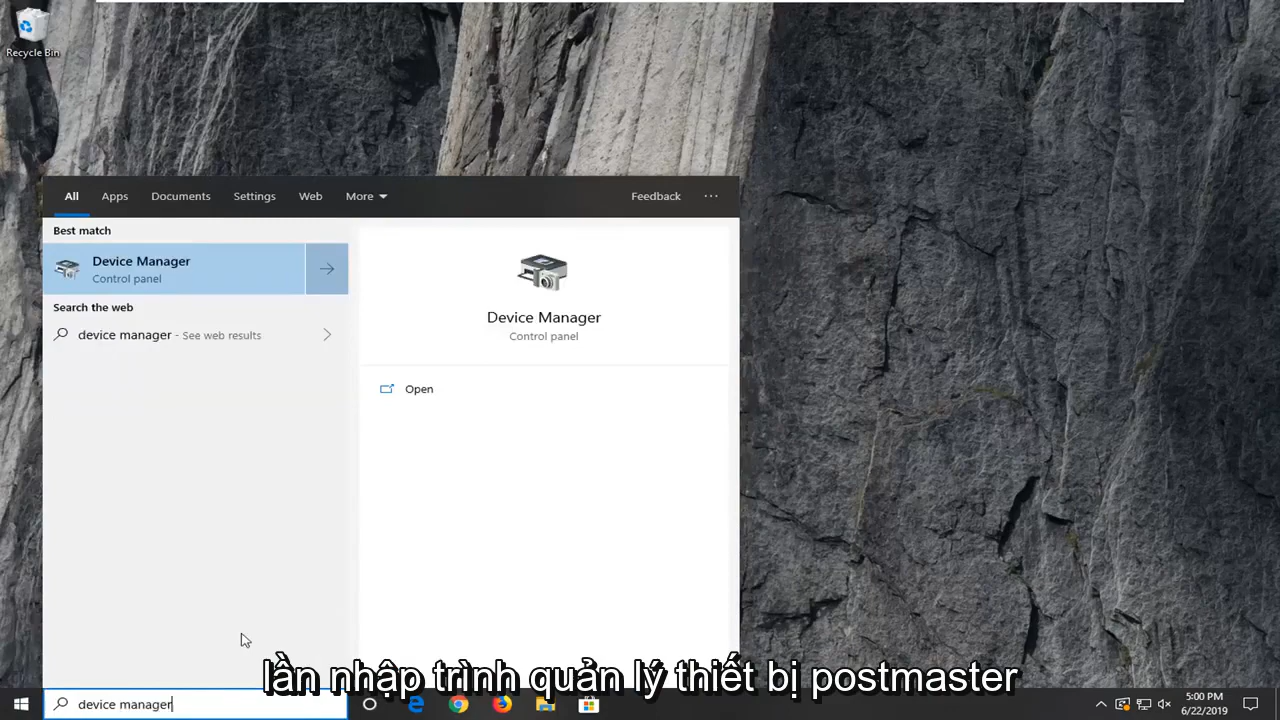 Recycle Bin
All Apps Documents Settings Web More Feedback ...
Best match
Device Manager
Control panel
Search the web
device manager - See web results
Device Manager
Control panel
Open
lần nhập trình quản lý thiết bị postmaster
device manager
5:00 PM
6/22/2019